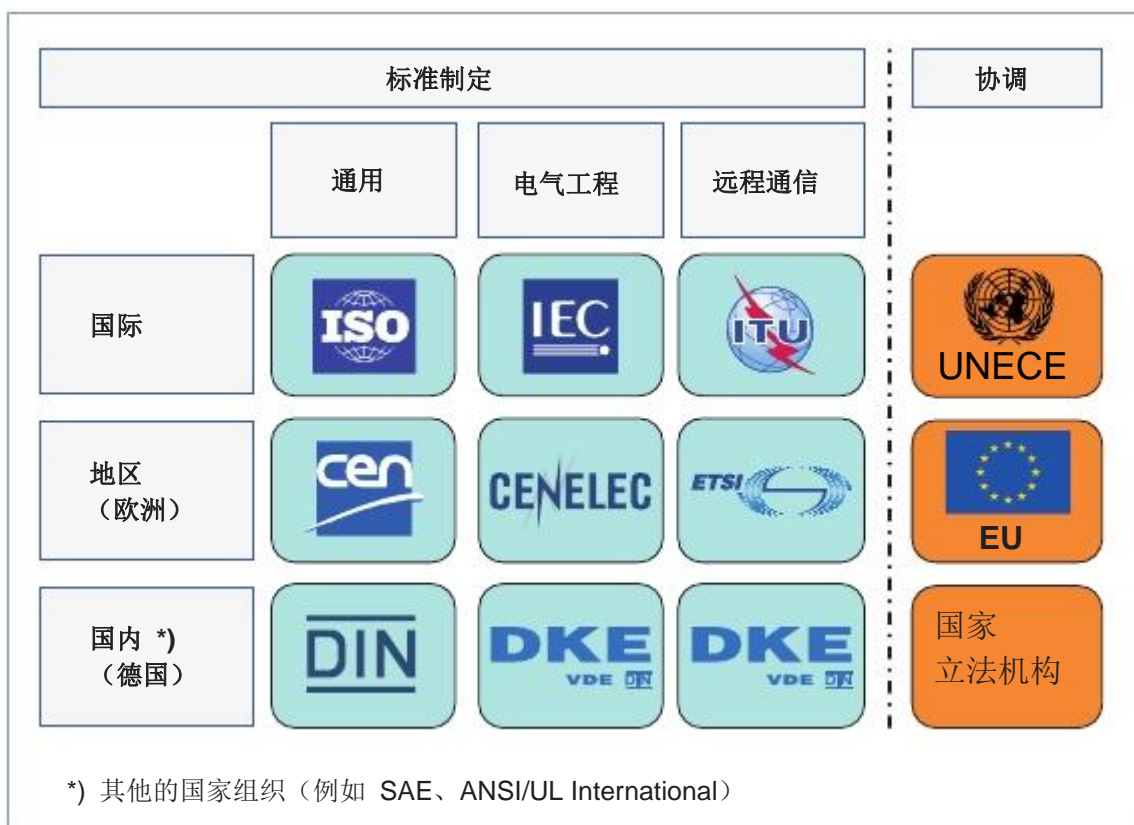 标准制定
协调
通用
电气工程
远程通信
国际
ISO
IEC
ITU
UNECE
地区
（欧洲）
cen
CENELEC
ETSI
EU
国内 *)
（德国）
DIN
DKE
VDE DIN
DKE
VDE DIN
国家
立法机构
*) 其他的国家组织（例如 SAE、ANSI/UL International）